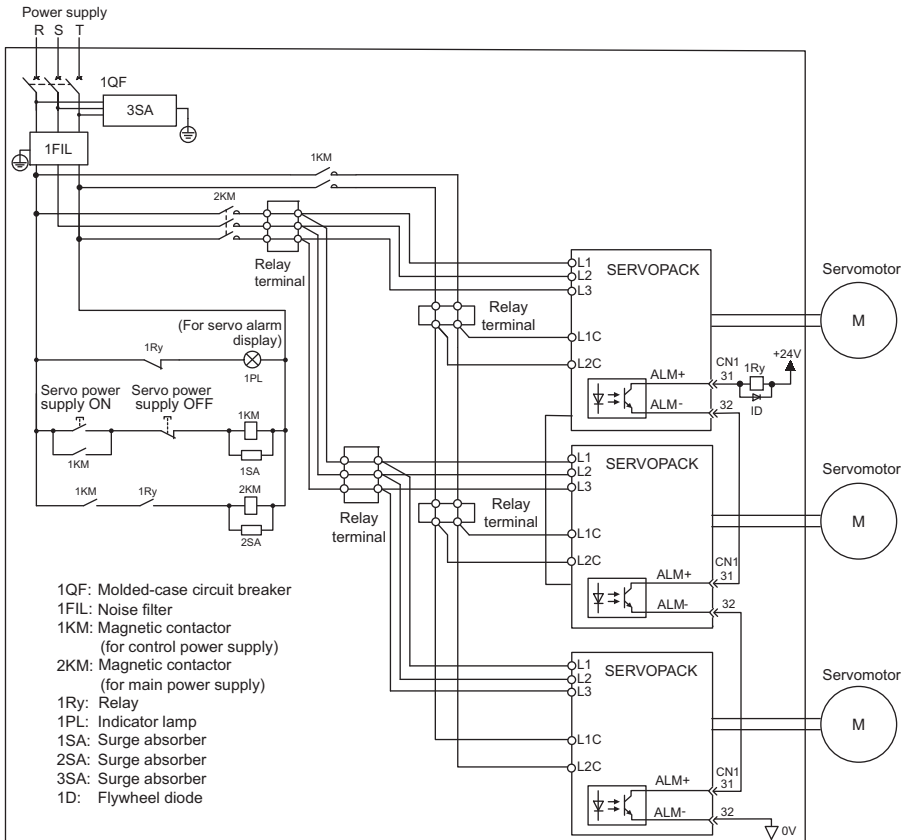 Power supply
R S T
1QF
3SA
1FIL
1KM
2KM
Relay
terminal
L1
L2
L3
SERVOPACK
Servomotor
M
Relay
terminal
L1C
L2C
(For servo alarm
display)
1Ry
1PL
ALM+
ALM-
CN1
31
32
1Ry
+24V
ID
Servo power
supply ON
Servo power
supply OFF
1KM
1KM
1SA
1KM
1Ry
2KM
2SA
Relay
terminal
L1
L2
L3
SERVOPACK
Servomotor
M
Relay
terminal
L1C
L2C
ALM+
ALM-
CN1
31
32
1QF: Molded-case circuit breaker
1FIL: Noise filter
1KM: Magnetic contactor
(for control power supply)
2KM: Magnetic contactor
(for main power supply)
1Ry: Relay
1PL: Indicator lamp
1SA: Surge absorber
2SA: Surge absorber
3SA: Surge absorber
1D: Flywheel diode
L1
L2
L3
SERVOPACK
Servomotor
M
L1C
L2C
ALM+
ALM-
CN1
31
32
0V